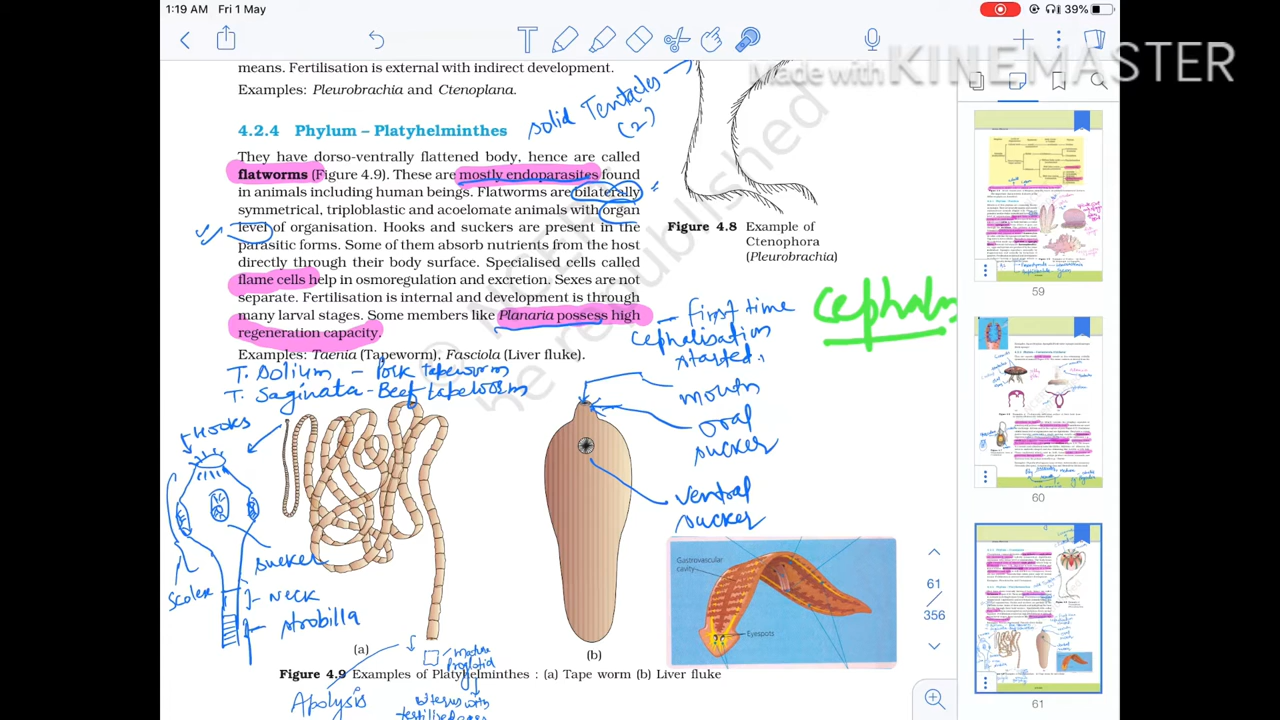 1:19 AM Fri 1 May
39%
Made with KINEMASTER
means. Fertilisation is external with indirect development.
Examples: Pleurobrachia and Ctenoplana.
solid Tentacles
(2)
4.2.4 Phylum – Platyhelminthes
They have dorso-ventrally flattened body, hence are called
flatworms (Figure These are mostly endoparasites found
in animals including human beings. Flatworms are bilaterally
symmetrical, triploblastic and acoelomate animals with organ
level of organisation. Hooks and suckers are present in the
parasitic forms. Some of them absorb nutrients from the host
directly through their body surface. Specialised cells called
flame cells help in osmoregulation and excretion. Sexes are not
separate. Fertilisation is internal and development is through
many larval stages. Some members like Planaria possess high
regeneration capacity.
Examples: Taenia (Tapeworm), Fasciola (Liver fluke).
Figure 4.8 Example of
Ctenophora
(Pleurobrachia)
first time
cephalisation
started.
T. Solium Pork tapeworm
T. Saginata Beef tapeworm
Hooks
mouth
oral
sucker
ventral
sucker
sucker
scolex
Neck
Gastrovascular
cavity
Eyespots
(a)
(b)
mature
proglottid
Figure 4.9 Examples of Platyhelminthes : (a) Tape worm (b) Liver fluke
Apolysis
uterus with
59
60
61
61
356